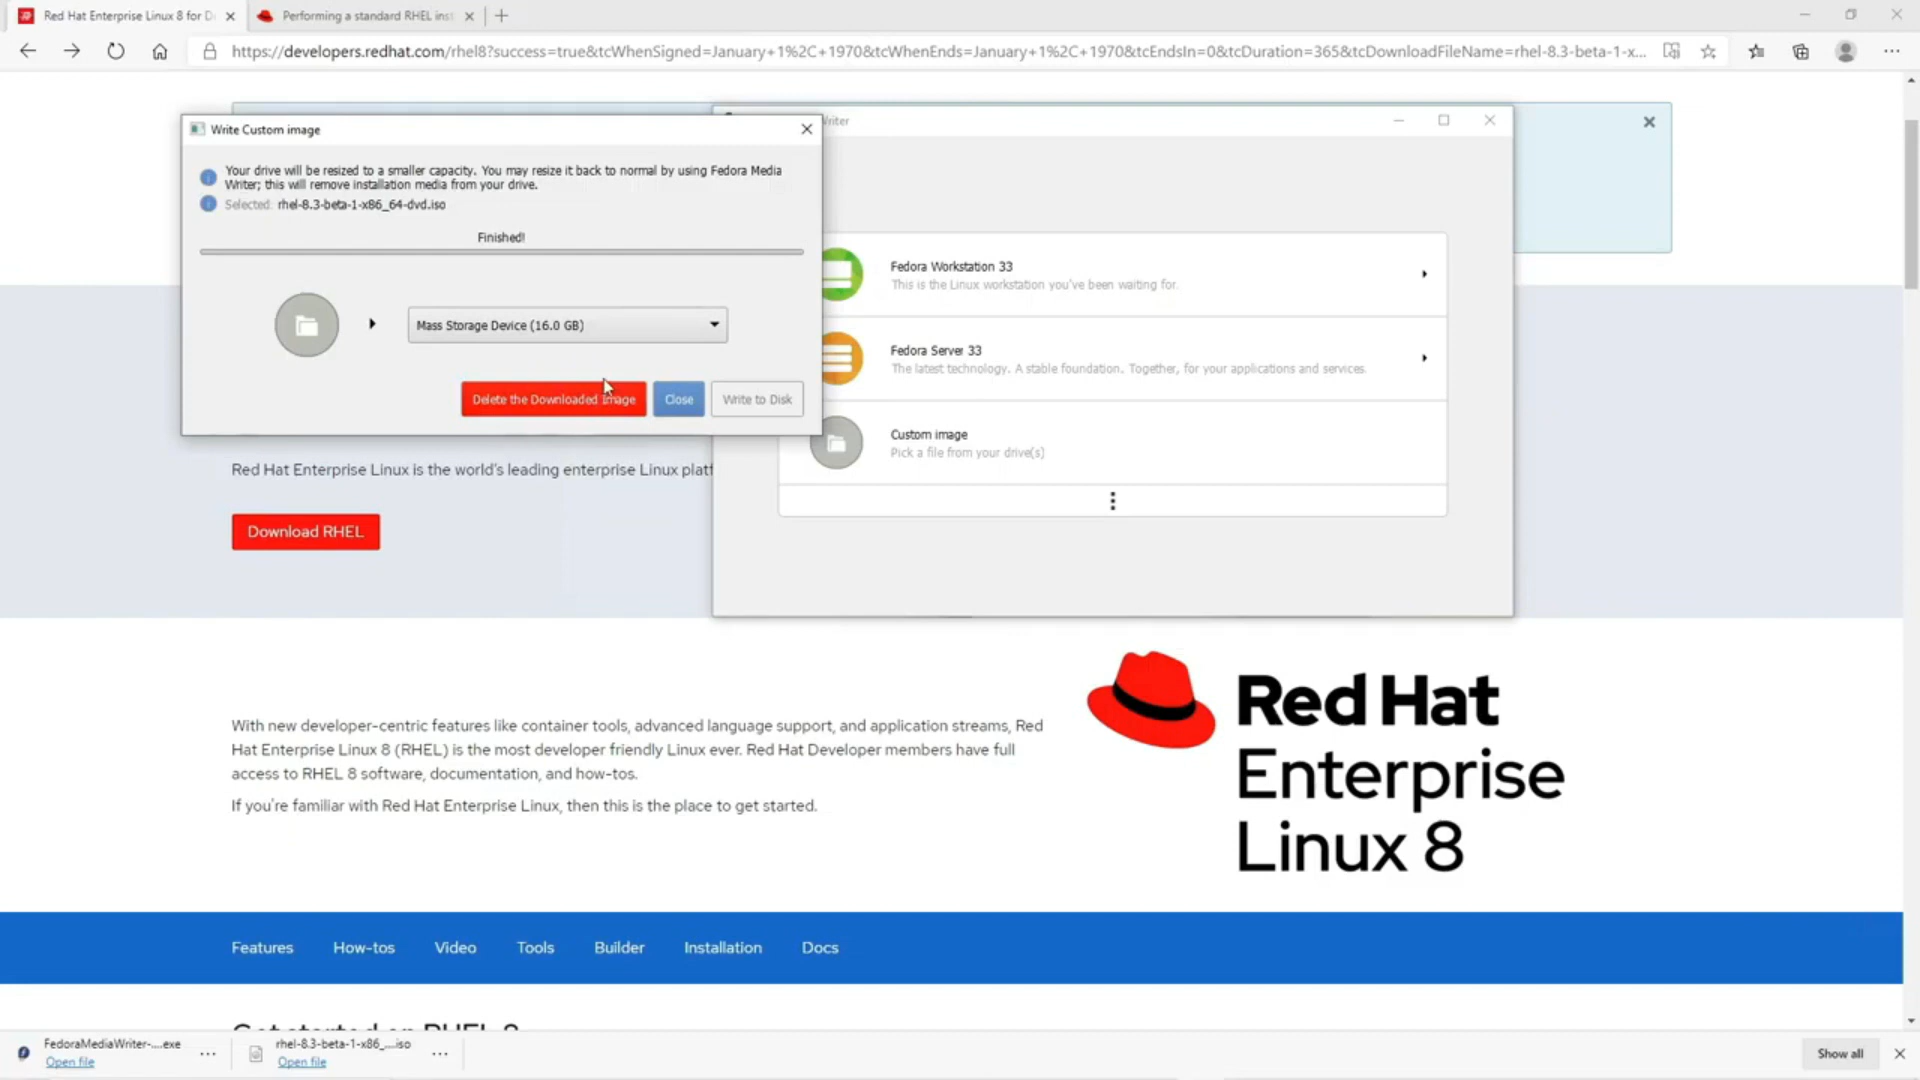 Red Hat Enterprise Linux 8 for D
Performing a standard RHEL inst
https://developers.redhat.com/rhel8?success=true&tcWhenSigned=January+1%2C+1970&tcWhenEnds=January+1%2C+1970&tcEndsIn=0&tcDuration=365&tcDownloadFileName=rhel-8.3-beta-1-x...
Write Custom image
Your drive will be resized to a smaller capacity. You may resize it back to normal by using Fedora Media
Writer; this will remove installation media from your drive.
Selected: rhel-8.3-beta-1-x86_64-dvd.iso
Finished!
Mass Storage Device (16.0 GB)
Delete the Downloaded Image
Close
Write to Disk
Writer
Fedora Workstation 33
This is the Linux workstation you've been waiting for.
Fedora Server 33
The latest technology. A stable foundation. Together, for your applications and services.
Custom image
Pick a file from your drive(s)
Red Hat Enterprise Linux is the world's leading enterprise Linux platf
Download RHEL
With new developer-centric features like container tools, advanced language support, and application streams, Red
Hat Enterprise Linux 8 (RHEL) is the most developer friendly Linux ever. Red Hat Developer members have full
access to RHEL 8 software, documentation, and how-tos.
If you're familiar with Red Hat Enterprise Linux, then this is the place to get started.
Red Hat
Enterprise
Linux 8
Features
How-tos
Video
Tools
Builder
Installation
Docs
Get started on RHEL 8
FedoraMediaWriter-....exe
Open file
rhel-8.3-beta-1-x86_....iso
Open file
Show all